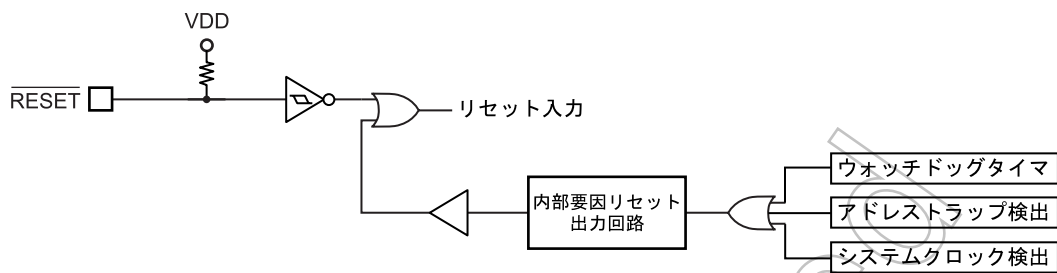 VDD
RESET
リセット入力
ウォッチドッグタイマ
内部要因リセット
出力回路
アドレストラップ検出
システムクロック検出